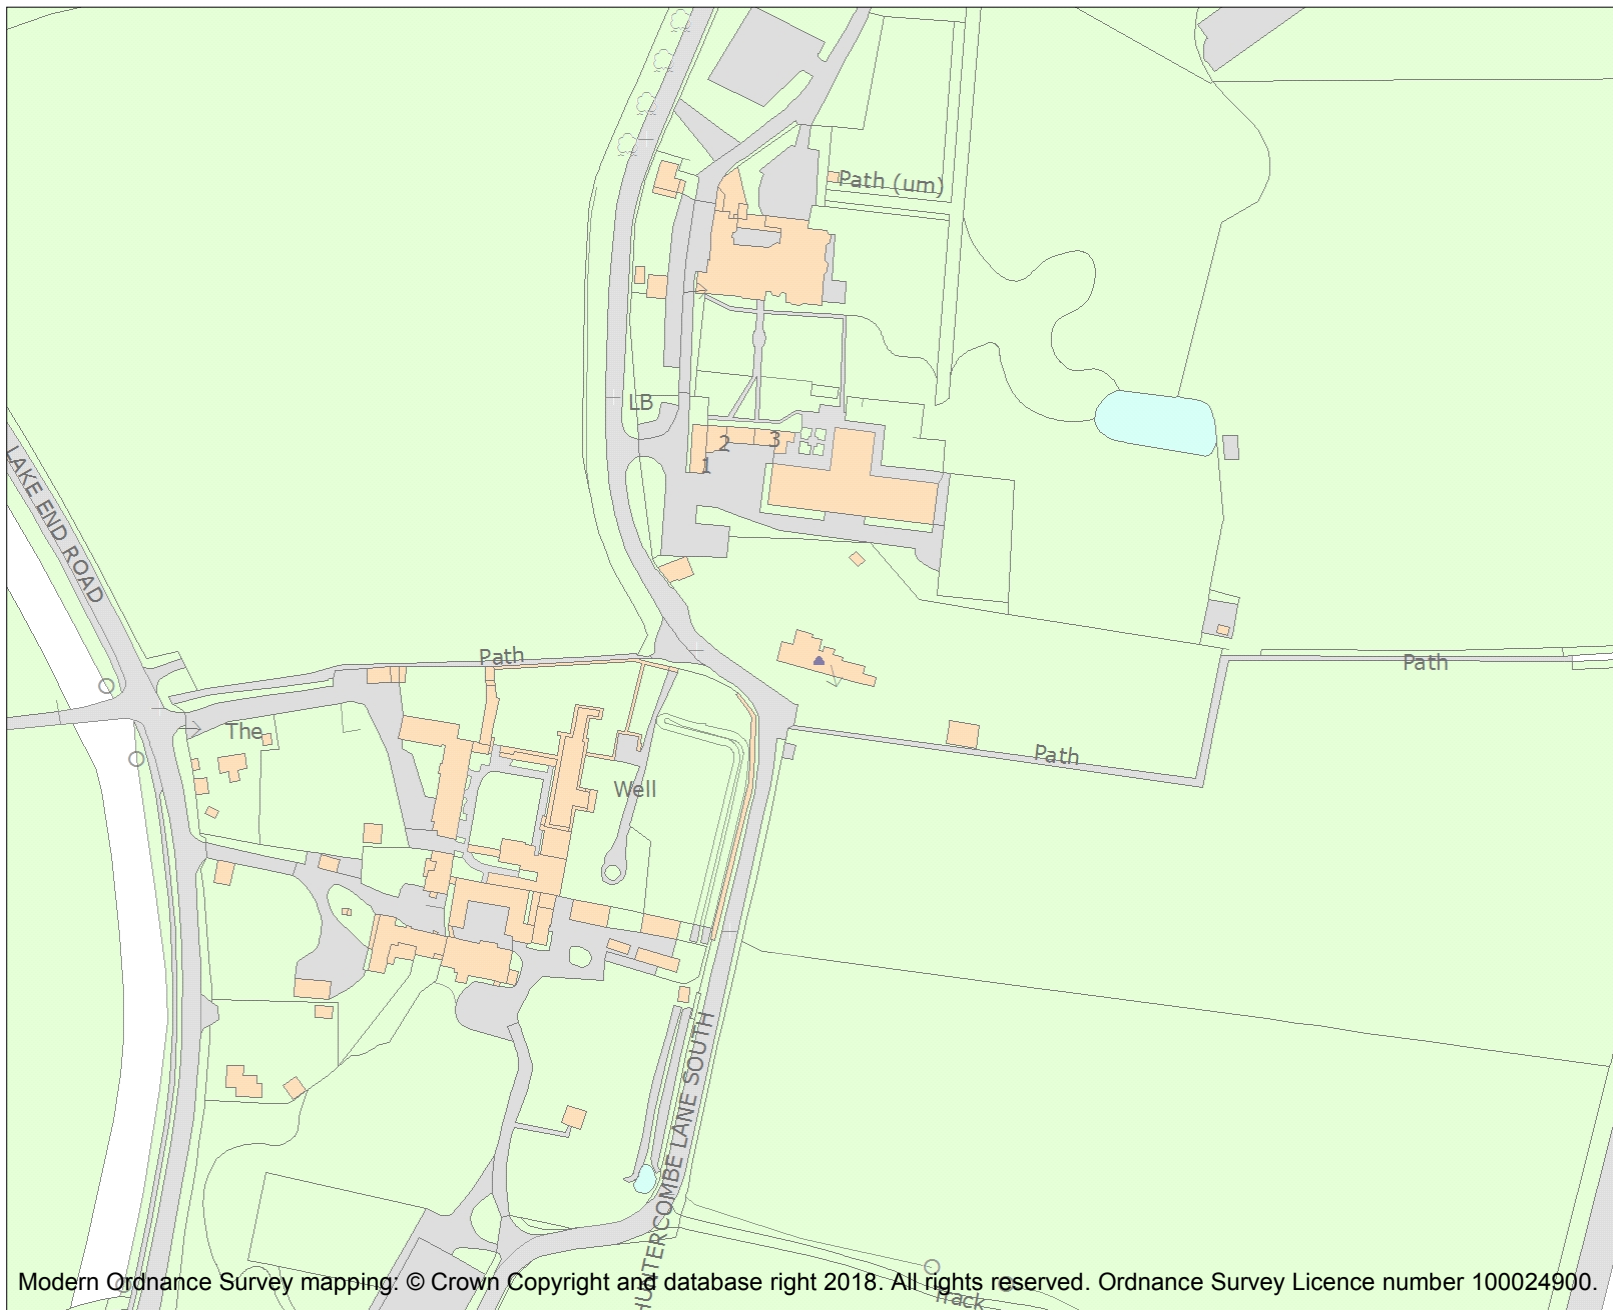 Path (um)
LB
2
3
1
LAKE END ROAD
Path
Path
The
Path
Well
HUNTERCOMBE LANE SOUTH
Track
Modern Ordnance Survey mapping: © Crown Copyright and database right 2018. All rights reserved. Ordnance Survey Licence number 100024900.